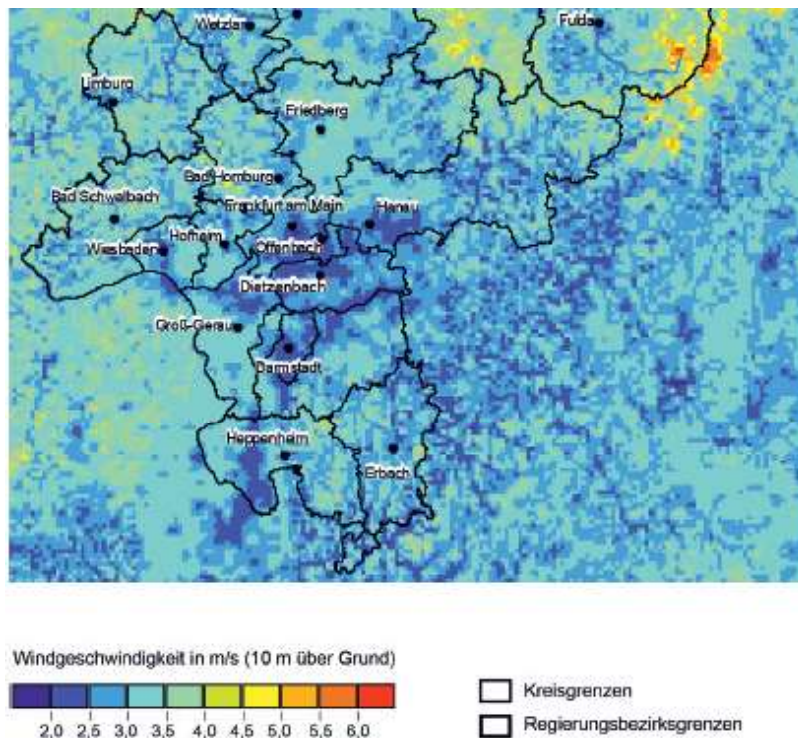 Wetzlar
Fulda
Limburg
Friedberg
Bad Homburg
Bad Schwalbach
Frankfurt am Main
Hanau
Hofheim
Wiesbaden
Offenbach
Dietzenbach
Groß-Gerau
Darmstadt
Heppenheim
Erbach
Windgeschwindigkeit in m/s (10 m über Grund)
2,0 2,5 3,0 3,5 4,0 4,5 5,0 5,5 6,0
Kreisgrenzen
Regierungsbezirksgrenzen